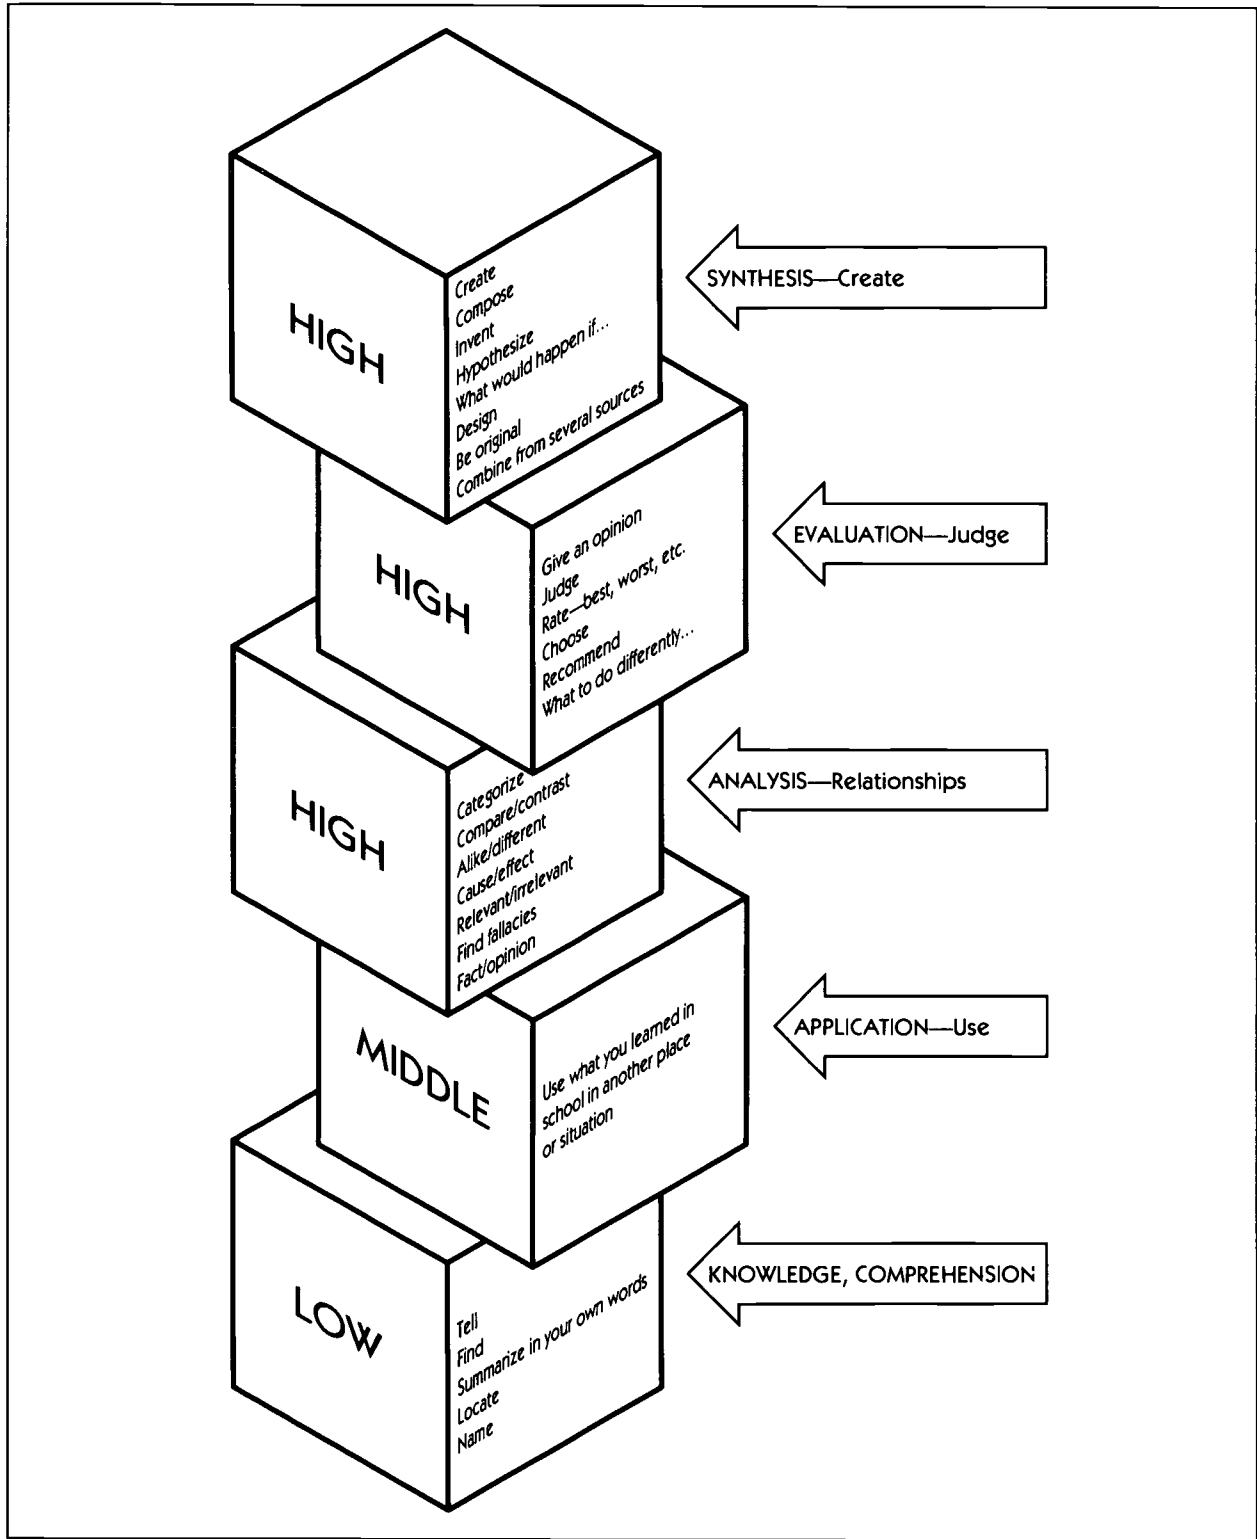 HIGH
Create
Compose
Invent
Hypothesize
What would happen if...
Design
Be original
Combine from several sources
SYNTHESIS—Create
HIGH
Give an opinion
Judge
Rate—best, worst, etc.
Choose
Recommend
What to do differently...
EVALUATION—Judge
HIGH
Categorize
Compare/contrast
Alike/different
Cause/effect
Relevant/irrelevant
Find fallacies
Fact/opinion
ANALYSIS—Relationships
MIDDLE
Use what you learned in
school in another place
or situation
APPLICATION—Use
LOW
Tell
Find
Summarize in your own words
Locate
Name
KNOWLEDGE, COMPREHENSION